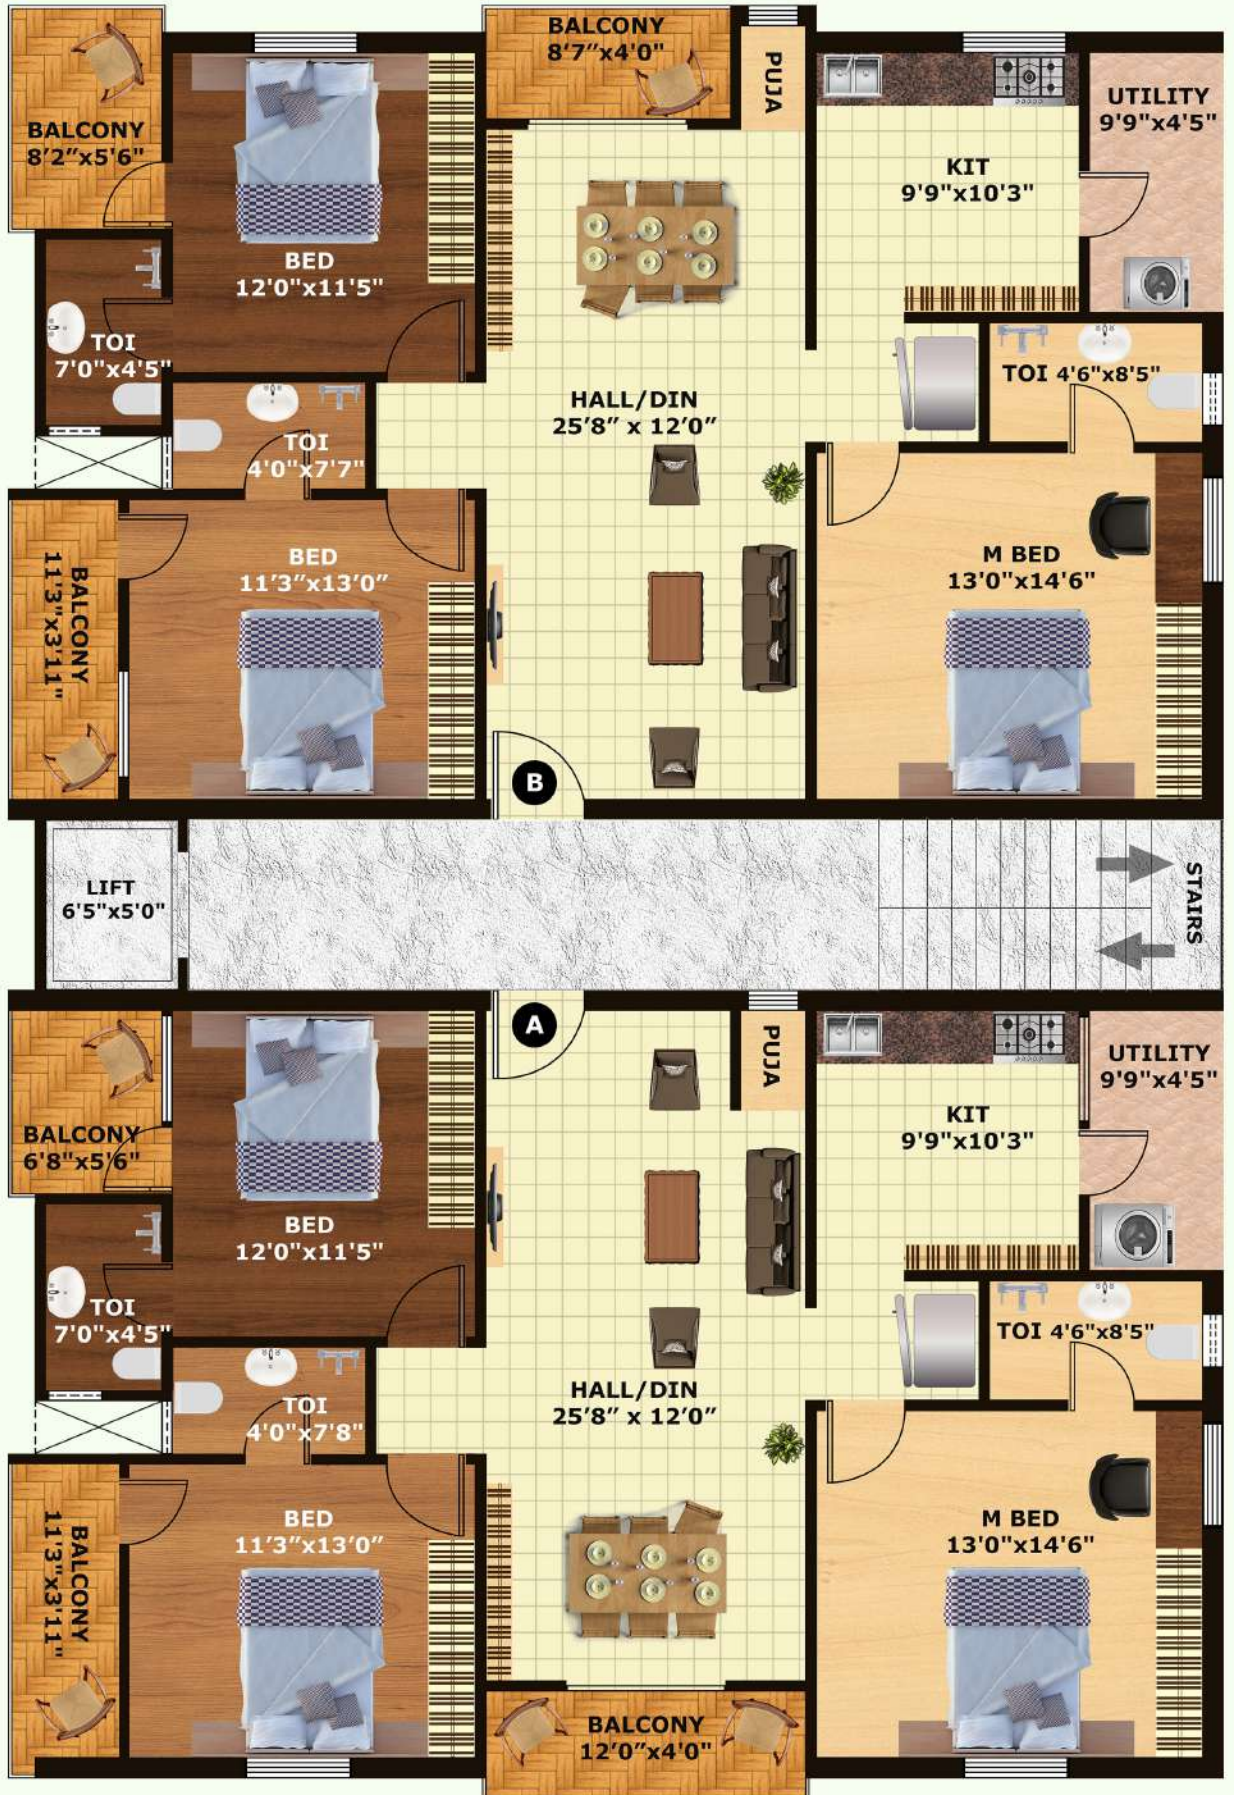 BALCONY
8'7"x4'0"
PUJA
BALCONY
8'2"x5'6"
UTILITY
9'9"x4'5"
KIT
9'9"x10'3"
BED
12'0"x11'5"
TOI
7'0"x4'5"
TOI 4'6"x8'5"
HALL/DIN
25'8" x 12'0"
TOI
4'0"x7'7"
BALCONY
11'3"x3'11"
BED
11'3"x13'0"
M BED
13'0"x14'6"
B
LIFT
6'5"x5'0"
STAIRS
A
PUJA
UTILITY
9'9"x4'5"
BALCONY
6'8"x5'6"
KIT
9'9"x10'3"
BED
12'0"x11'5"
TOI
7'0"x4'5"
TOI 4'6"x8'5"
HALL/DIN
25'8" x 12'0"
TOI
4'0"x7'8"
BALCONY
11'3"x3'11"
BED
11'3"x13'0"
M BED
13'0"x14'6"
BALCONY
12'0"x4'0"